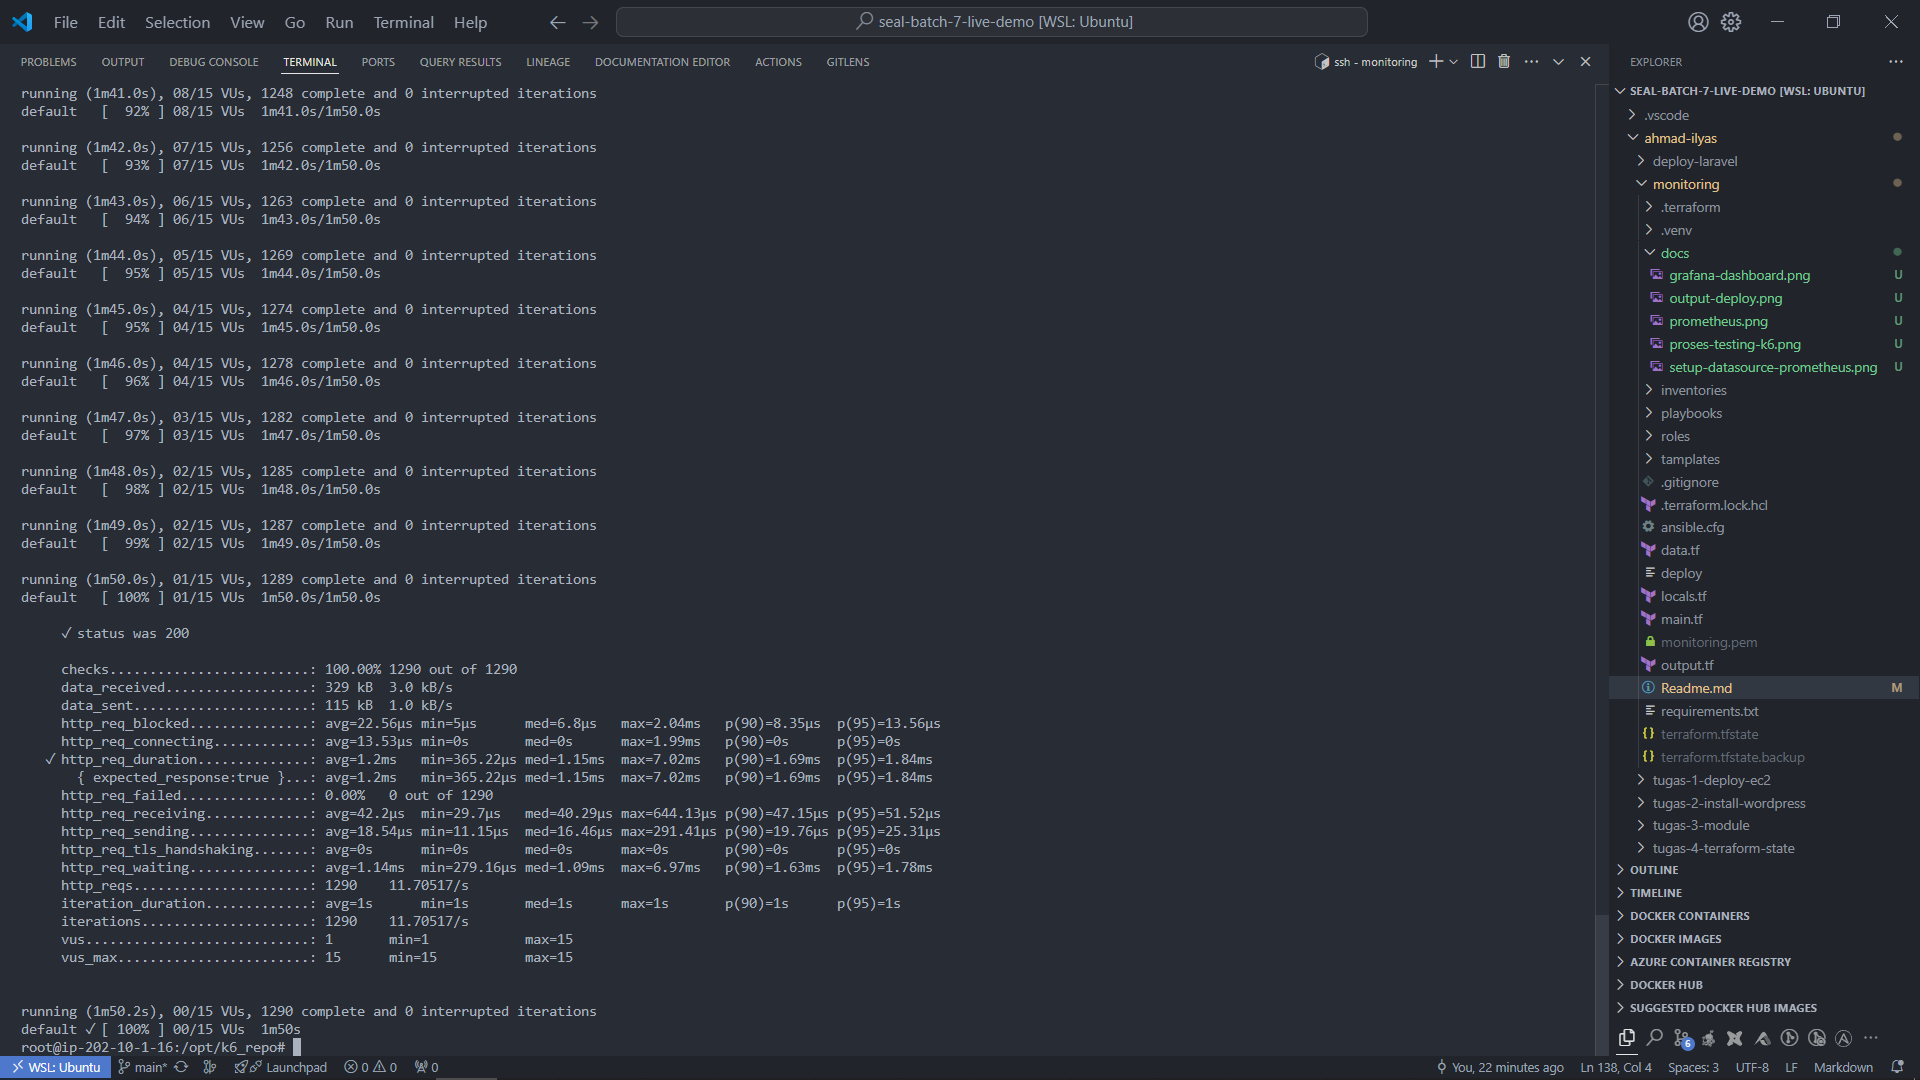 File Edit Selection View Go Run Terminal Help
seal-batch-7-live-demo [WSL: Ubuntu]
PROBLEMS OUTPUT DEBUG CONSOLE TERMINAL PORTS QUERY RESULTS LINEAGE DOCUMENTATION EDITOR ACTIONS GITLENS
ssh - monitoring
running (1m41.0s), 08/15 VUs, 1248 complete and 0 interrupted iterations
default   [  92% ] 08/15 VUs  1m41.0s/1m50.0s
running (1m42.0s), 07/15 VUs, 1256 complete and 0 interrupted iterations
default   [  93% ] 07/15 VUs  1m42.0s/1m50.0s
running (1m43.0s), 06/15 VUs, 1263 complete and 0 interrupted iterations
default   [  94% ] 06/15 VUs  1m43.0s/1m50.0s
running (1m44.0s), 05/15 VUs, 1269 complete and 0 interrupted iterations
default   [  95% ] 05/15 VUs  1m44.0s/1m50.0s
running (1m45.0s), 04/15 VUs, 1274 complete and 0 interrupted iterations
default   [  95% ] 04/15 VUs  1m45.0s/1m50.0s
running (1m46.0s), 04/15 VUs, 1278 complete and 0 interrupted iterations
default   [  96% ] 04/15 VUs  1m46.0s/1m50.0s
running (1m47.0s), 03/15 VUs, 1282 complete and 0 interrupted iterations
default   [  97% ] 03/15 VUs  1m47.0s/1m50.0s
running (1m48.0s), 02/15 VUs, 1285 complete and 0 interrupted iterations
default   [  98% ] 02/15 VUs  1m48.0s/1m50.0s
running (1m49.0s), 02/15 VUs, 1287 complete and 0 interrupted iterations
default   [  99% ] 02/15 VUs  1m49.0s/1m50.0s
running (1m50.0s), 01/15 VUs, 1289 complete and 0 interrupted iterations
default   [ 100% ] 01/15 VUs  1m50.0s/1m50.0s
✓ status was 200
checks.........................: 100.00% 1290 out of 1290
data_received..................: 329 kB  3.0 kB/s
data_sent......................: 115 kB  1.0 kB/s
http_req_blocked...............: avg=22.56µs min=5µs      med=6.8µs   max=2.04ms   p(90)=8.35µs  p(95)=13.56µs
http_req_connecting............: avg=13.53µs min=0s       med=0s      max=1.99ms   p(90)=0s      p(95)=0s
✓ http_req_duration..............: avg=1.2ms   min=365.22µs med=1.15ms  max=7.02ms   p(90)=1.69ms  p(95)=1.84ms
{ expected_response:true }...: avg=1.2ms   min=365.22µs med=1.15ms  max=7.02ms   p(90)=1.69ms  p(95)=1.84ms
http_req_failed................: 0.00%   0 out of 1290
http_req_receiving.............: avg=42.2µs  min=29.7µs   med=40.29µs max=644.13µs p(90)=47.15µs p(95)=51.52µs
http_req_sending...............: avg=18.54µs min=11.15µs  med=16.46µs max=291.41µs p(90)=19.76µs p(95)=25.31µs
http_req_tls_handshaking.......: avg=0s      min=0s       med=0s      max=0s       p(90)=0s      p(95)=0s
http_req_waiting...............: avg=1.14ms  min=279.16µs med=1.09ms  max=6.97ms   p(90)=1.63ms  p(95)=1.78ms
http_reqs......................: 1290    11.70517/s
iteration_duration.............: avg=1s      min=1s       med=1s      max=1s       p(90)=1s      p(95)=1s
iterations.....................: 1290    11.70517/s
vus............................: 1       min=1            max=15
vus_max........................: 15      min=15           max=15
running (1m50.2s), 00/15 VUs, 1290 complete and 0 interrupted iterations
default ✓ [ 100% ] 00/15 VUs  1m50s
root@ip-202-10-1-16:/opt/k6_repo#
EXPLORER
SEAL-BATCH-7-LIVE-DEMO [WSL: UBUNTU]
.vscode
ahmad-ilyas
deploy-laravel
monitoring
.terraform
.venv
docs
grafana-dashboard.png U
output-deploy.png U
prometheus.png U
proses-testing-k6.png U
setup-datasource-prometheus.png U
inventories
playbooks
roles
tamplates
.gitignore
.terraform.lock.hcl
ansible.cfg
data.tf
deploy
locals.tf
main.tf
monitoring.pem
output.tf
Readme.md M
requirements.txt
terraform.tfstate
terraform.tfstate.backup
tugas-1-deploy-ec2
tugas-2-install-wordpress
tugas-3-module
tugas-4-terraform-state
OUTLINE
TIMELINE
DOCKER CONTAINERS
DOCKER IMAGES
AZURE CONTAINER REGISTRY
DOCKER HUB
SUGGESTED DOCKER HUB IMAGES
6
WSL: Ubuntu main* Launchpad 0 0 0 You, 22 minutes ago Ln 138, Col 4 Spaces: 3 UTF-8 LF Markdown